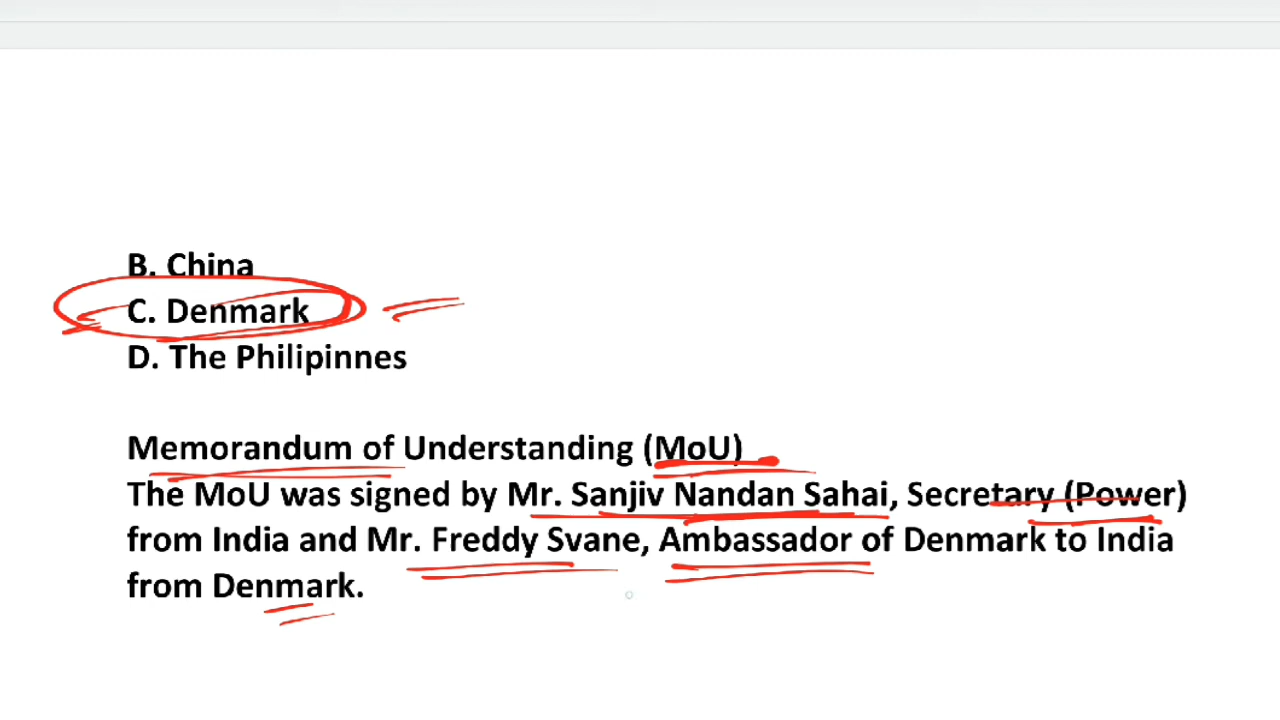 B. China
C. Denmark
D. The Philipinnes
Memorandum of Understanding (MoU)
The MoU was signed by Mr. Sanjiv Nandan Sahai, Secretary (Power)
from India and Mr. Freddy Svane, Ambassador of Denmark to India
from Denmark.